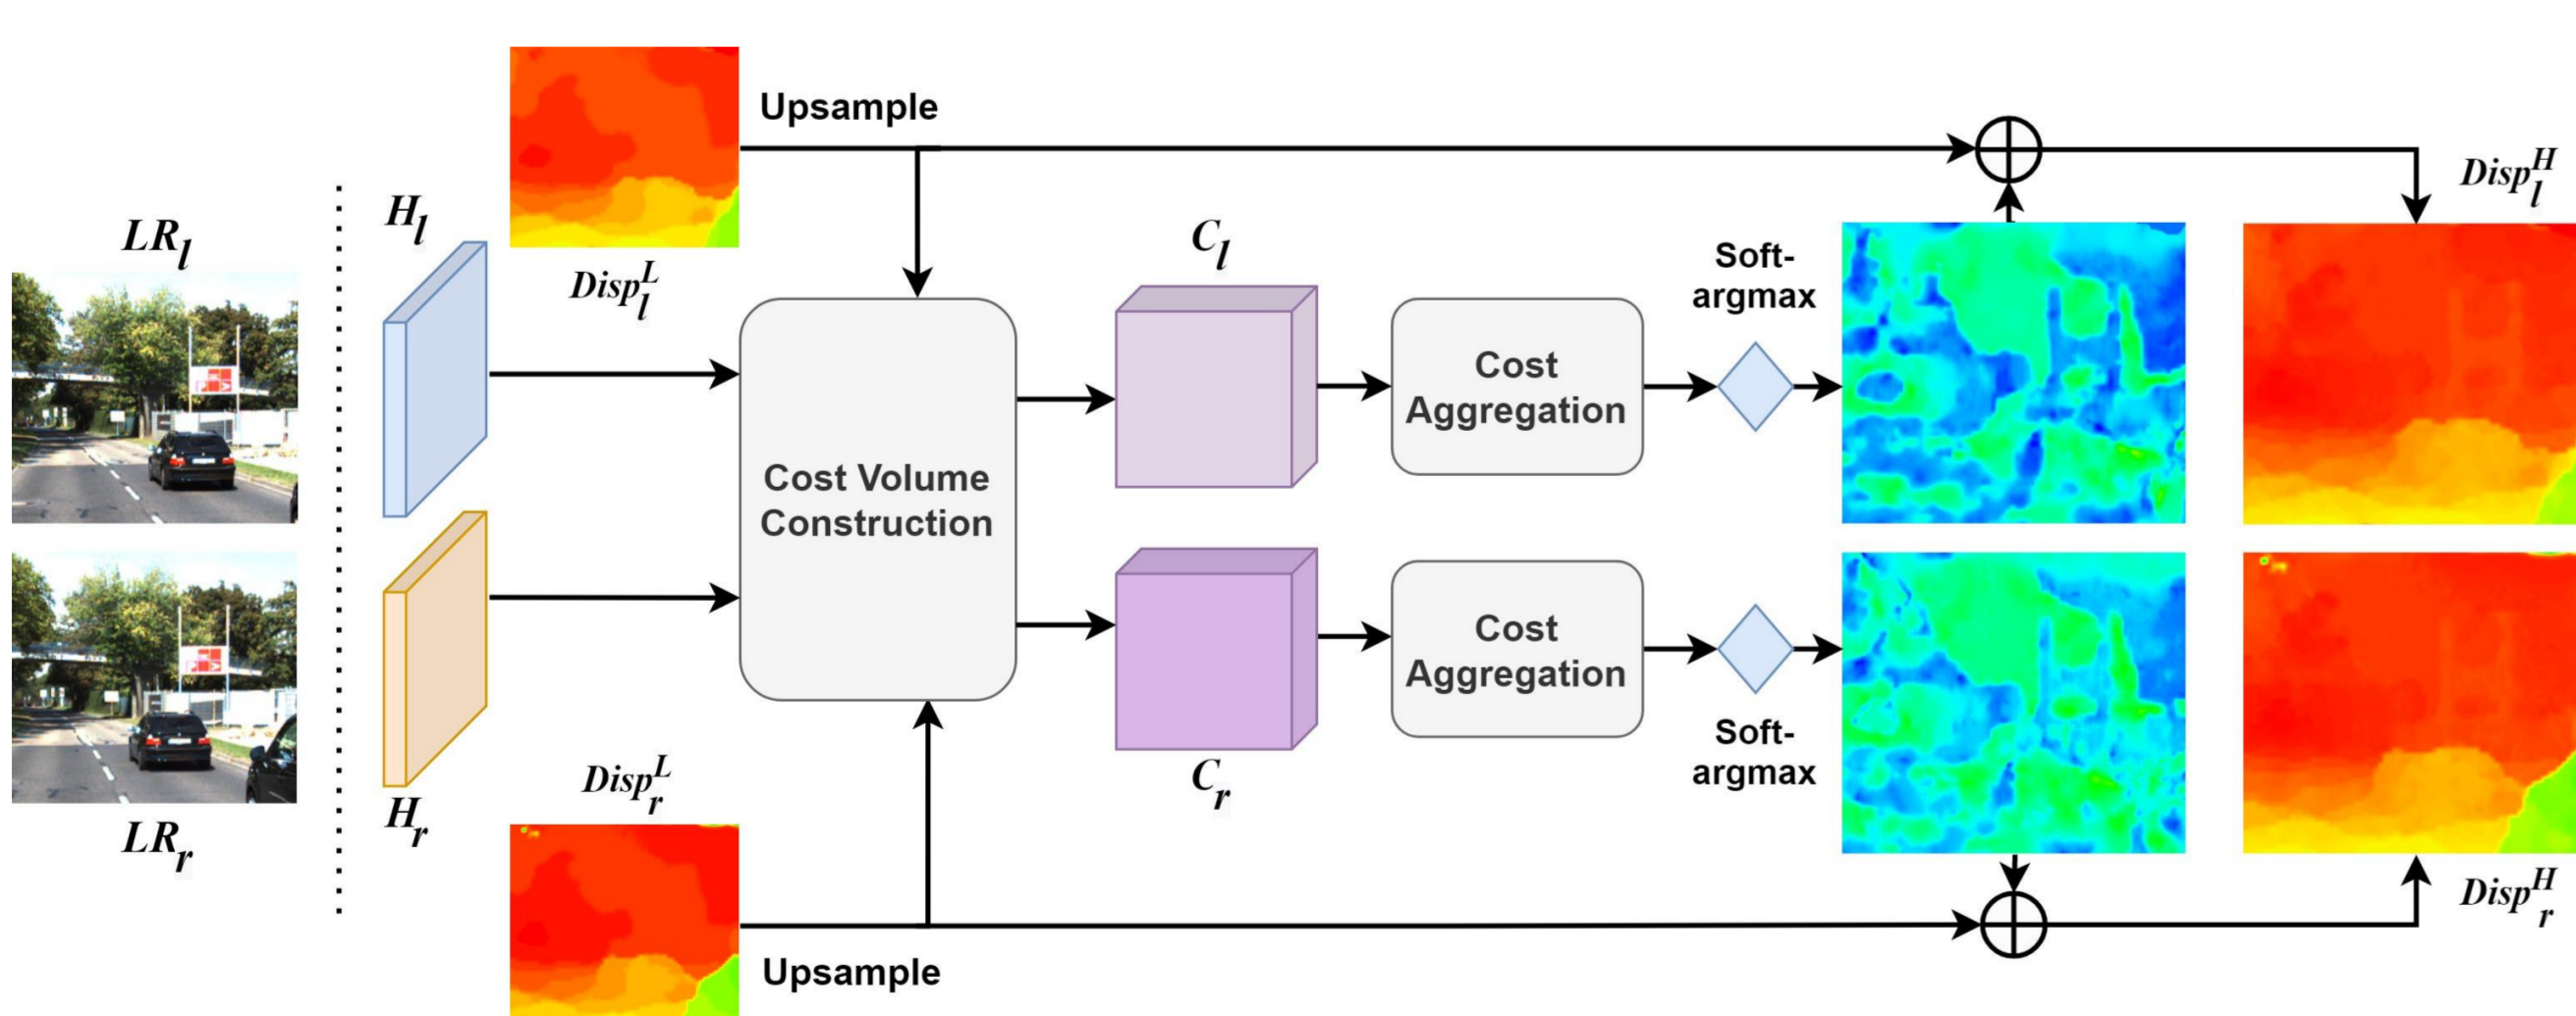 LR_l
LR_r
H_l
H_r
Disp_l^L
Upsample
Disp_r^L
Upsample
Cost Volume
Construction
C_l
C_r
Cost
Aggregation
Cost
Aggregation
Soft-
argmax
Soft-
argmax
Disp_l^H
Disp_r^H